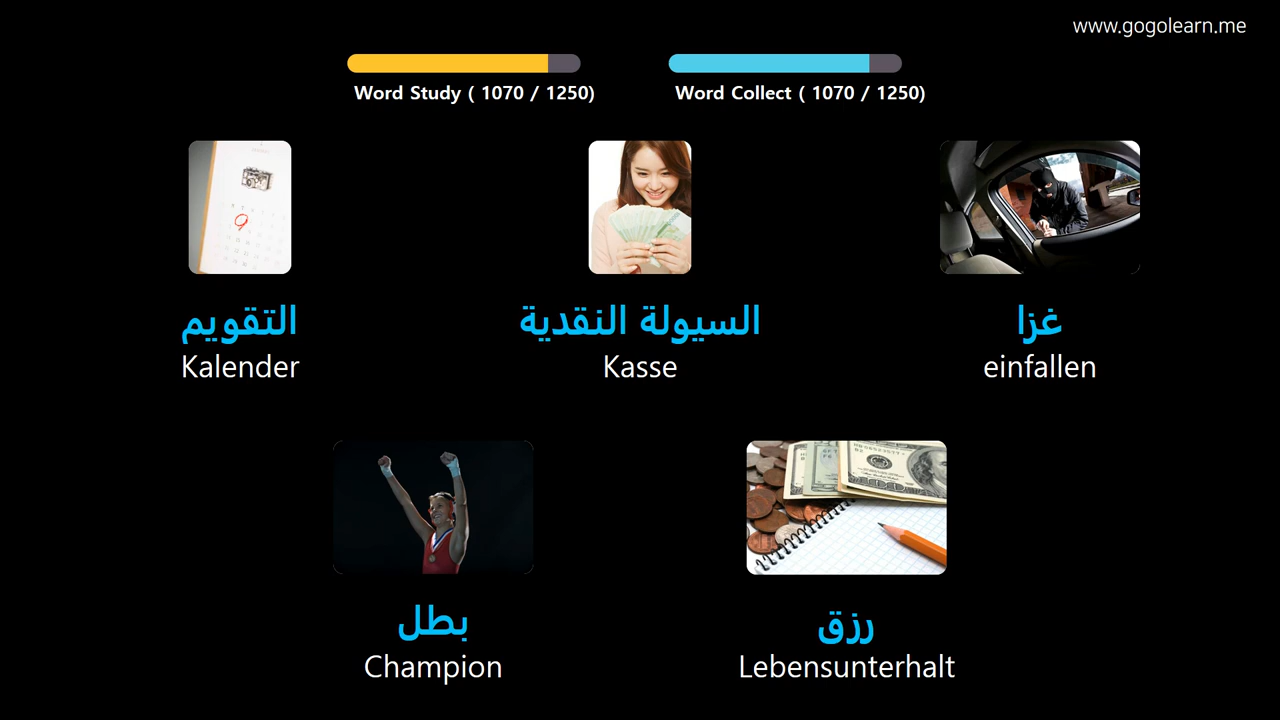 www.gogolearn.me
Word Study ( 1070 / 1250)
Word Collect ( 1070 / 1250)
التقويم
Kalender
السيولة النقدية
Kasse
غزا
einfallen
بطل
Champion
رزق
Lebensunterhalt